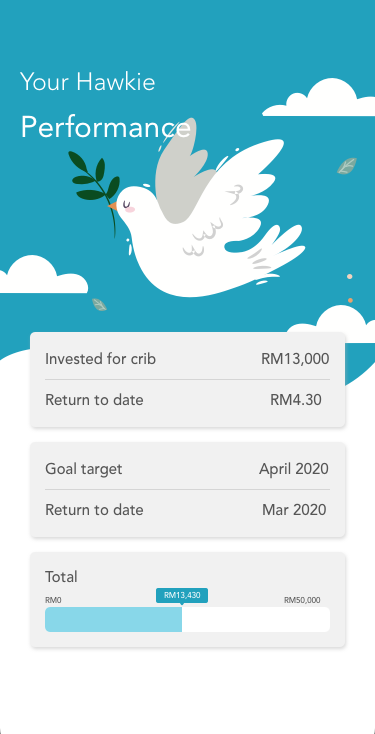 Your Hawkie
Performance
Invested for crib RM13,000
Return to date RM4.30
Goal target April 2020
Return to date Mar 2020
Total
RM0 RM13,430 RM50,000